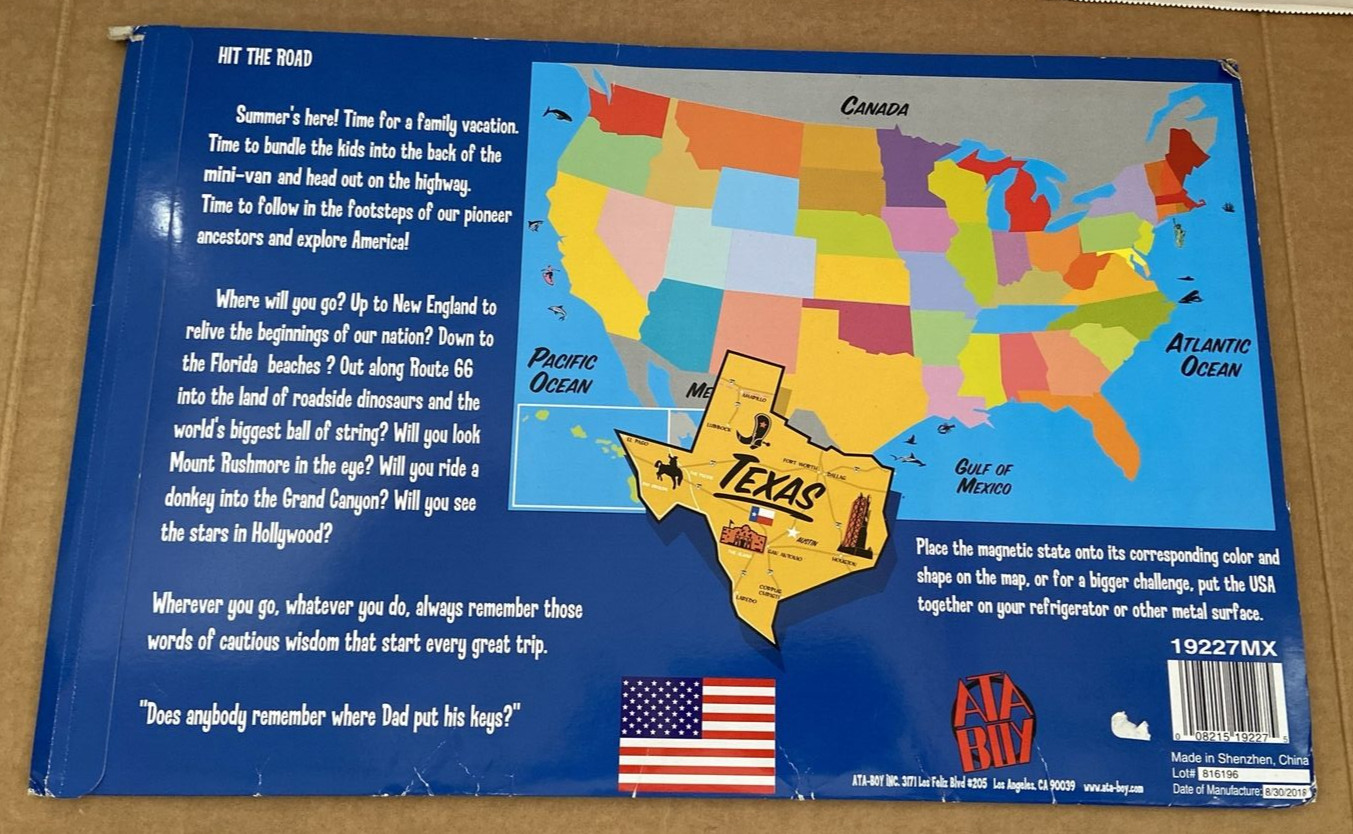 HIT THE ROAD
Summer's here! Time for a family vacation.
Time to bundle the kids into the back of the
mini-van and head out on the highway.
Time to follow in the footsteps of our pioneer
ancestors and explore America!
Where will you go? Up to New England to
relive the beginnings of our nation? Down to
the Florida beaches ? Out along Route 66
into the land of roadside dinosaurs and the
world's biggest ball of string? Will you look
Mount Rushmore in the eye? Will you ride a
donkey into the Grand Canyon? Will you see
the stars in Hollywood?
Wherever you go, whatever you do, always remember those
words of cautious wisdom that start every great trip.
"Does anybody remember where Dad put his keys?"
CANADA
PACIFIC
OCEAN
ME
ATLANTIC
OCEAN
GULF OF
MEXICO
AMARILLO
LUBBOCK
EL PASO
FORT WORTH
DALLAS
TEXAS
AUSTIN
THE ALAMO
SAN ANTONIO
HOUSTON
CORPUS
CHRISTI
LAREDO
Place the magnetic state onto its corresponding color and
shape on the map, or for a bigger challenge, put the USA
together on your refrigerator or other metal surface.
19227MX
0 08215 19227 5
ATA
BOY
Made in Shenzhen, China
Lot# 816196
Date of Manufacture: 8/30/2018
ATA-BOY INC. 3171 Los Feliz Blvd #205 Los Angeles, CA 90039 www.ata-boy.com